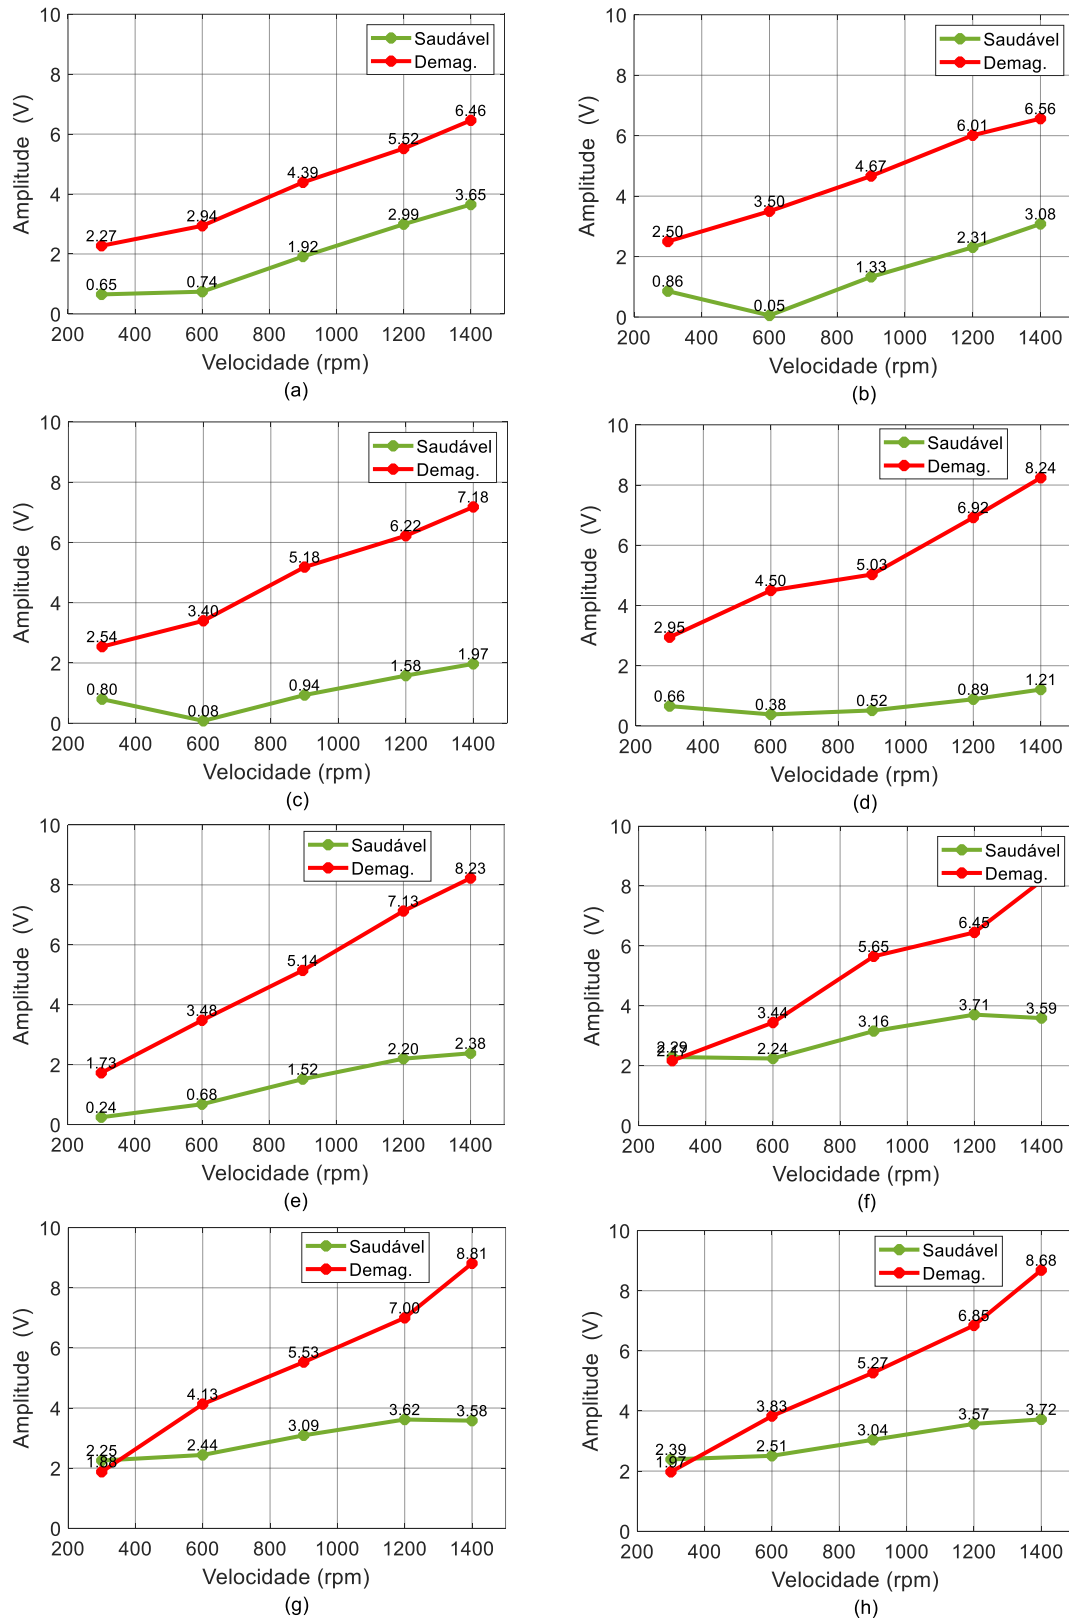 Saudável
Demag.
10
8
6
4
2
0
Amplitude (V)
2.27
2.94
4.39
5.52
6.46
0.65
0.74
1.92
2.99
3.65
200 400 600 800 1000 1200 1400
Velocidade (rpm)
(a)
Saudável
Demag.
10
8
6
4
2
0
Amplitude (V)
2.50
3.50
4.67
6.01
6.56
0.86
0.05
1.33
2.31
3.08
200 400 600 800 1000 1200 1400
Velocidade (rpm)
(b)
Saudável
Demag.
10
8
6
4
2
0
Amplitude (V)
2.54
3.40
5.18
6.22
7.18
0.80
0.08
0.94
1.58
1.97
200 400 600 800 1000 1200 1400
Velocidade (rpm)
(c)
Saudável
Demag.
10
8
6
4
2
0
Amplitude (V)
2.95
4.50
5.03
6.92
8.24
0.66
0.38
0.52
0.89
1.21
200 400 600 800 1000 1200 1400
Velocidade (rpm)
(d)
Saudável
Demag.
10
8
6
4
2
0
Amplitude (V)
1.73
3.48
5.14
7.13
8.23
0.24
0.68
1.52
2.20
2.38
200 400 600 800 1000 1200 1400
Velocidade (rpm)
(e)
Saudável
Demag.
10
8
6
4
2
0
Amplitude (V)
2.29
2.17
3.44
5.65
6.45
2.24
3.16
3.71
3.59
200 400 600 800 1000 1200 1400
Velocidade (rpm)
(f)
Saudável
Demag.
10
8
6
4
2
0
Amplitude (V)
2.25
1.88
4.13
5.53
7.00
8.81
2.44
3.09
3.62
3.58
200 400 600 800 1000 1200 1400
Velocidade (rpm)
(g)
Saudável
Demag.
10
8
6
4
2
0
Amplitude (V)
2.39
1.97
3.83
5.27
6.85
8.68
2.51
3.04
3.57
3.72
200 400 600 800 1000 1200 1400
Velocidade (rpm)
(h)